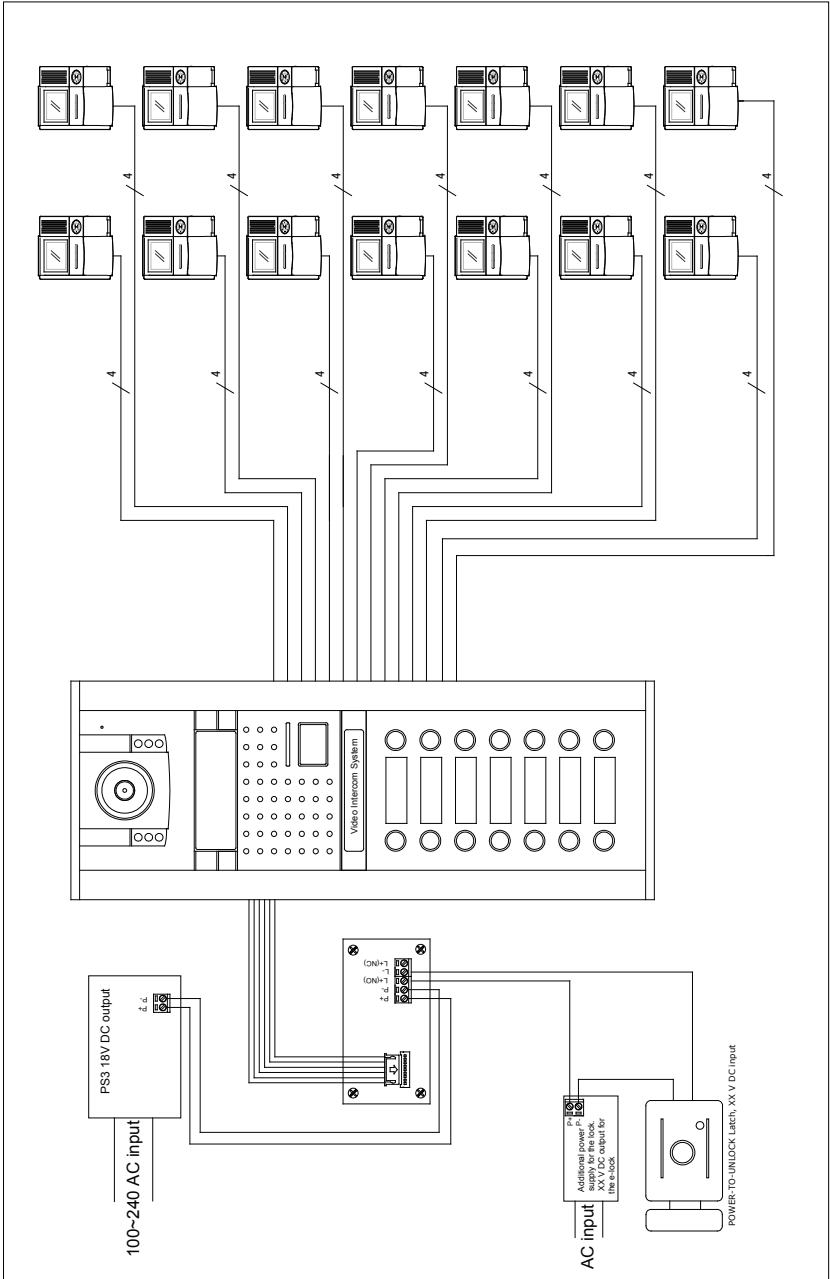 4
4
4
4
4
4
4
4
4
4
4
4
4
4
Video Intercom System
PS3 18V DC output
P-
P+
100~240 AC input
L+(NC)
L-
L+(NO)
P-
P+
P+
P-
Additional power
supply for the lock.
XX V DC output for
the e-lock
AC input
POWER-TO-UNLOCK Latch, XX V DC input